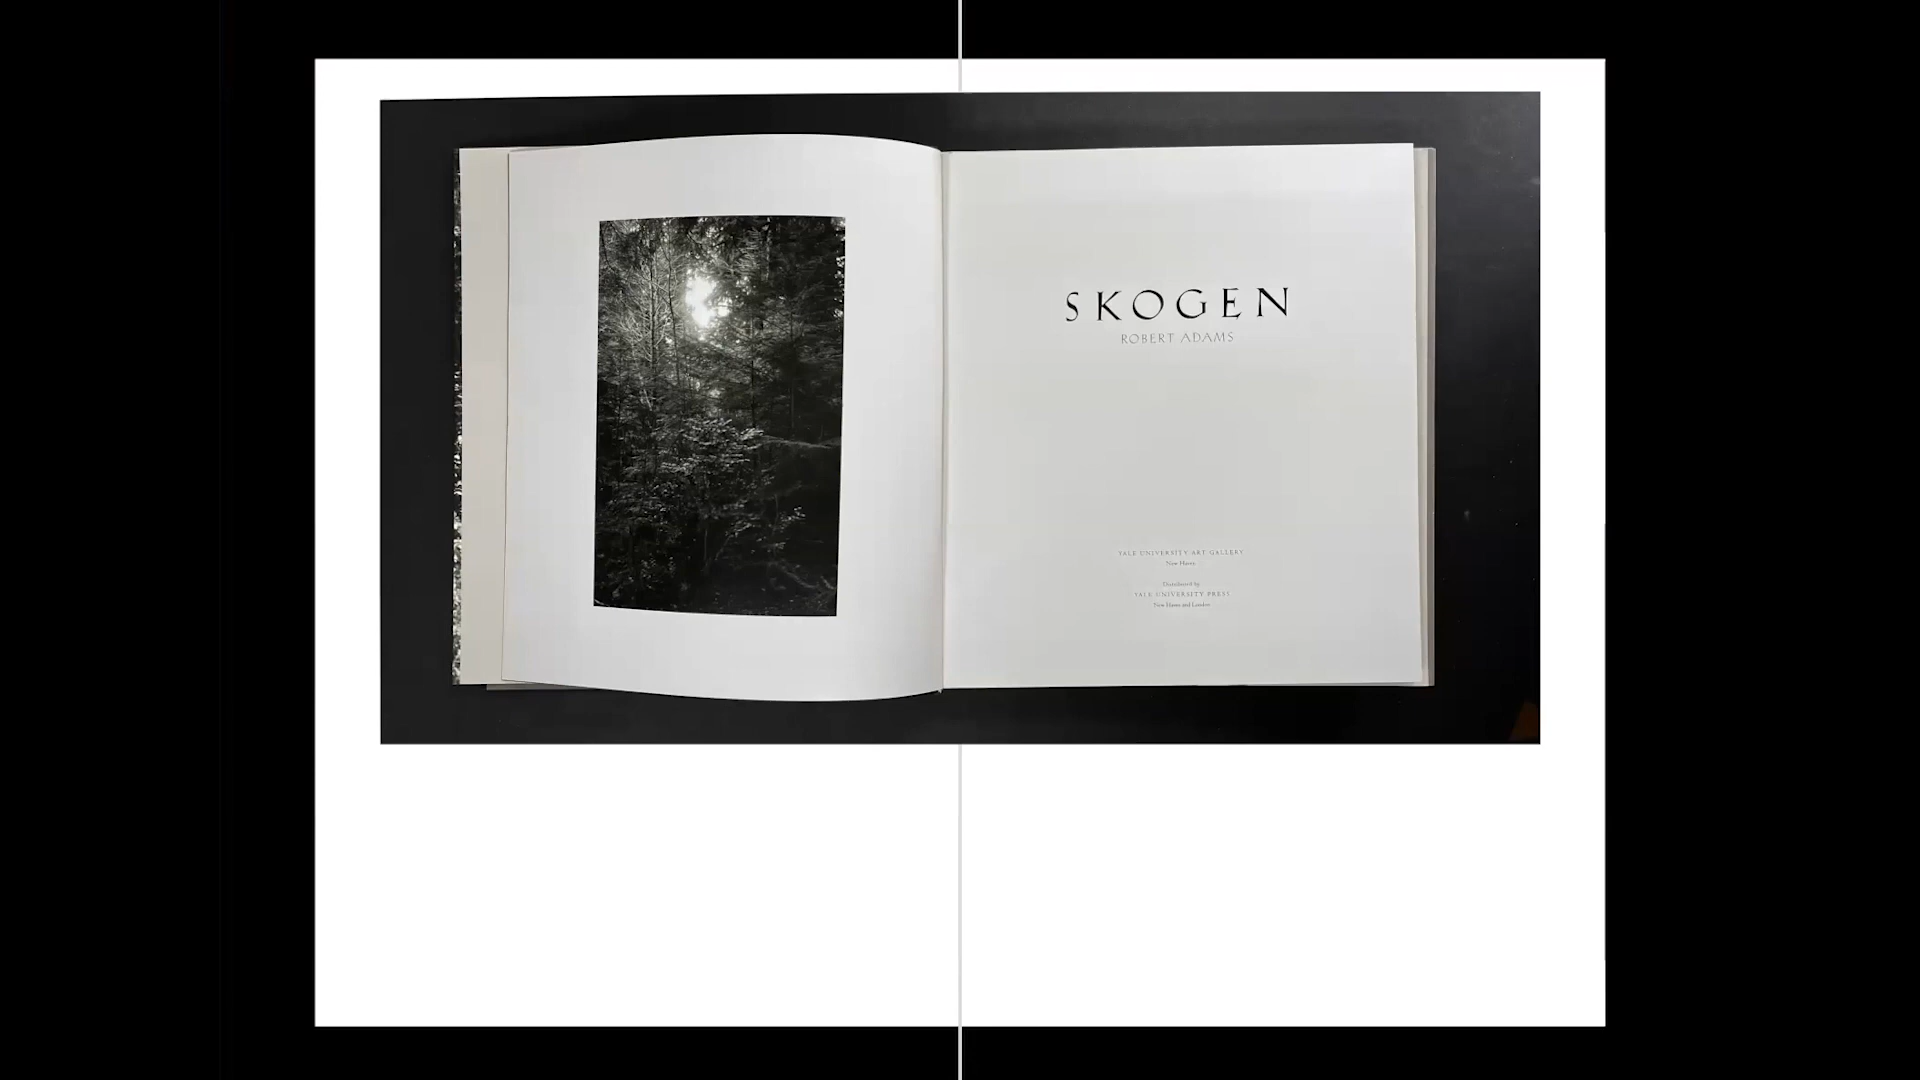 SKOGEN
ROBERT ADAMS
YALE UNIVERSITY ART GALLERY
New Haven
Distributed by
YALE UNIVERSITY PRESS
New Haven and London